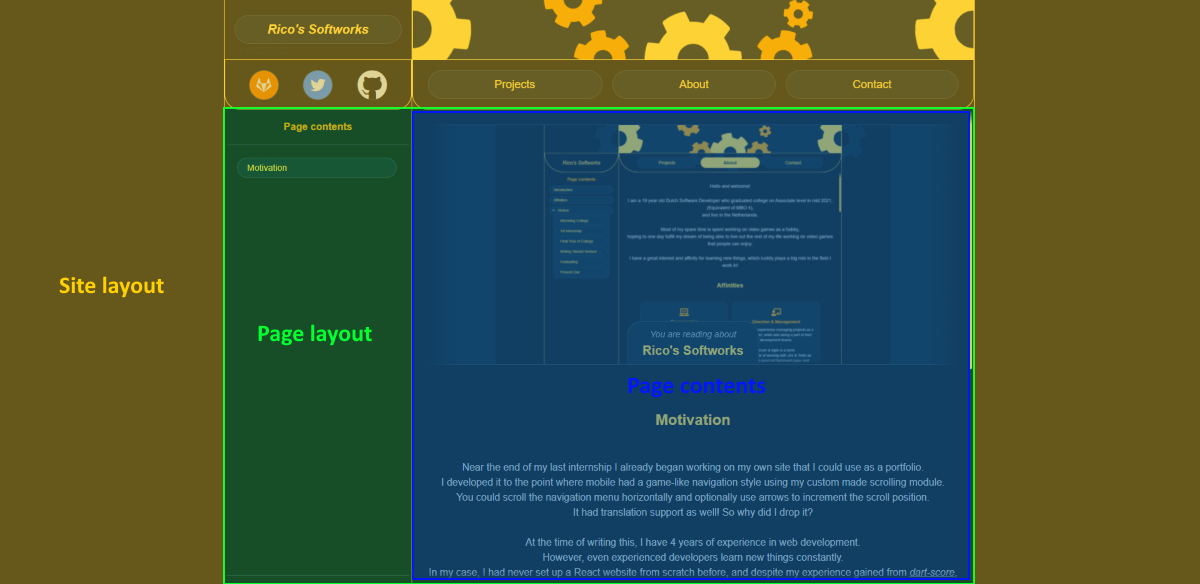 Rico's Softworks
Projects
About
Contact
Page contents
Motivation
Site layout
Page layout
Rico's Softworks
Projects
About
Contact
Page contents
Introduction
Affinities
History
Attending College
1st Internship
Final Year of College
Graduating
Present Day
Hello and welcome!
I am a 19 year old Dutch Software Developer who graduated college on Associate level in mid 2021,
(Equivalent of MBO 4),
and live in the Netherlands.
Most of my spare time is spent working on video games as a hobby,
hoping to one day fulfill my dream of being able to live out the rest of my life working on video games
that people can enjoy.
I have a great interest and affinity for learning new things, which luckily plays a big role in the field I
work in!
Affinities
Direction & Management
You are reading about
Rico's Softworks
Page contents
Motivation
Near the end of my last internship I already began working on my own site that I could use as a portfolio.
I developed it to the point where mobile had a game-like navigation style using my custom made scrolling module.
You could scroll the navigation menu horizontally and optionally use arrows to increment the scroll position.
It had translation support as well! So why did I drop it?
At the time of writing this, I have 4 years of experience in web development.
However, even experienced developers learn new things constantly.
In my case, I had never set up a React website from scratch before, and despite my experience gained from dart-score,